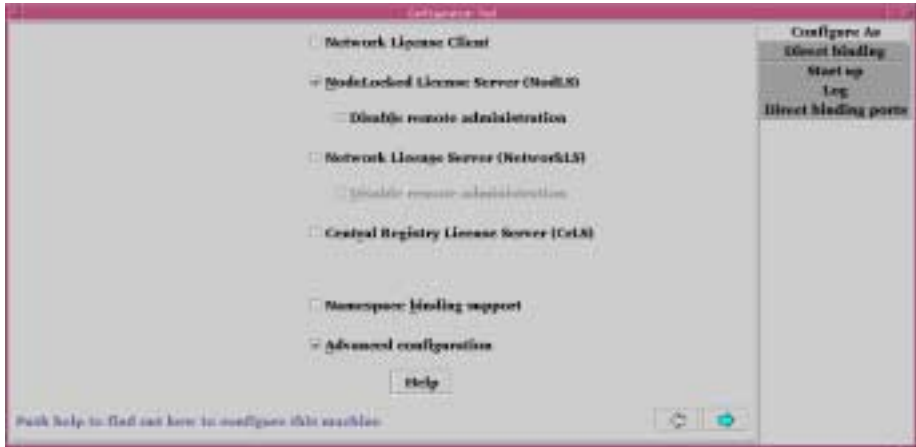 Configuration Tool
Network License Client
NodeLocked License Server (NodLS)
Disable remote administration
Network License Server (NetworkLS)
Disable remote administration
Central Registry License Server (CrLS)
Namespace binding support
Advanced configuration
Help
Push help to find out how to configure this machine
Configure As
Direct binding
Start up
Log
Direct binding ports